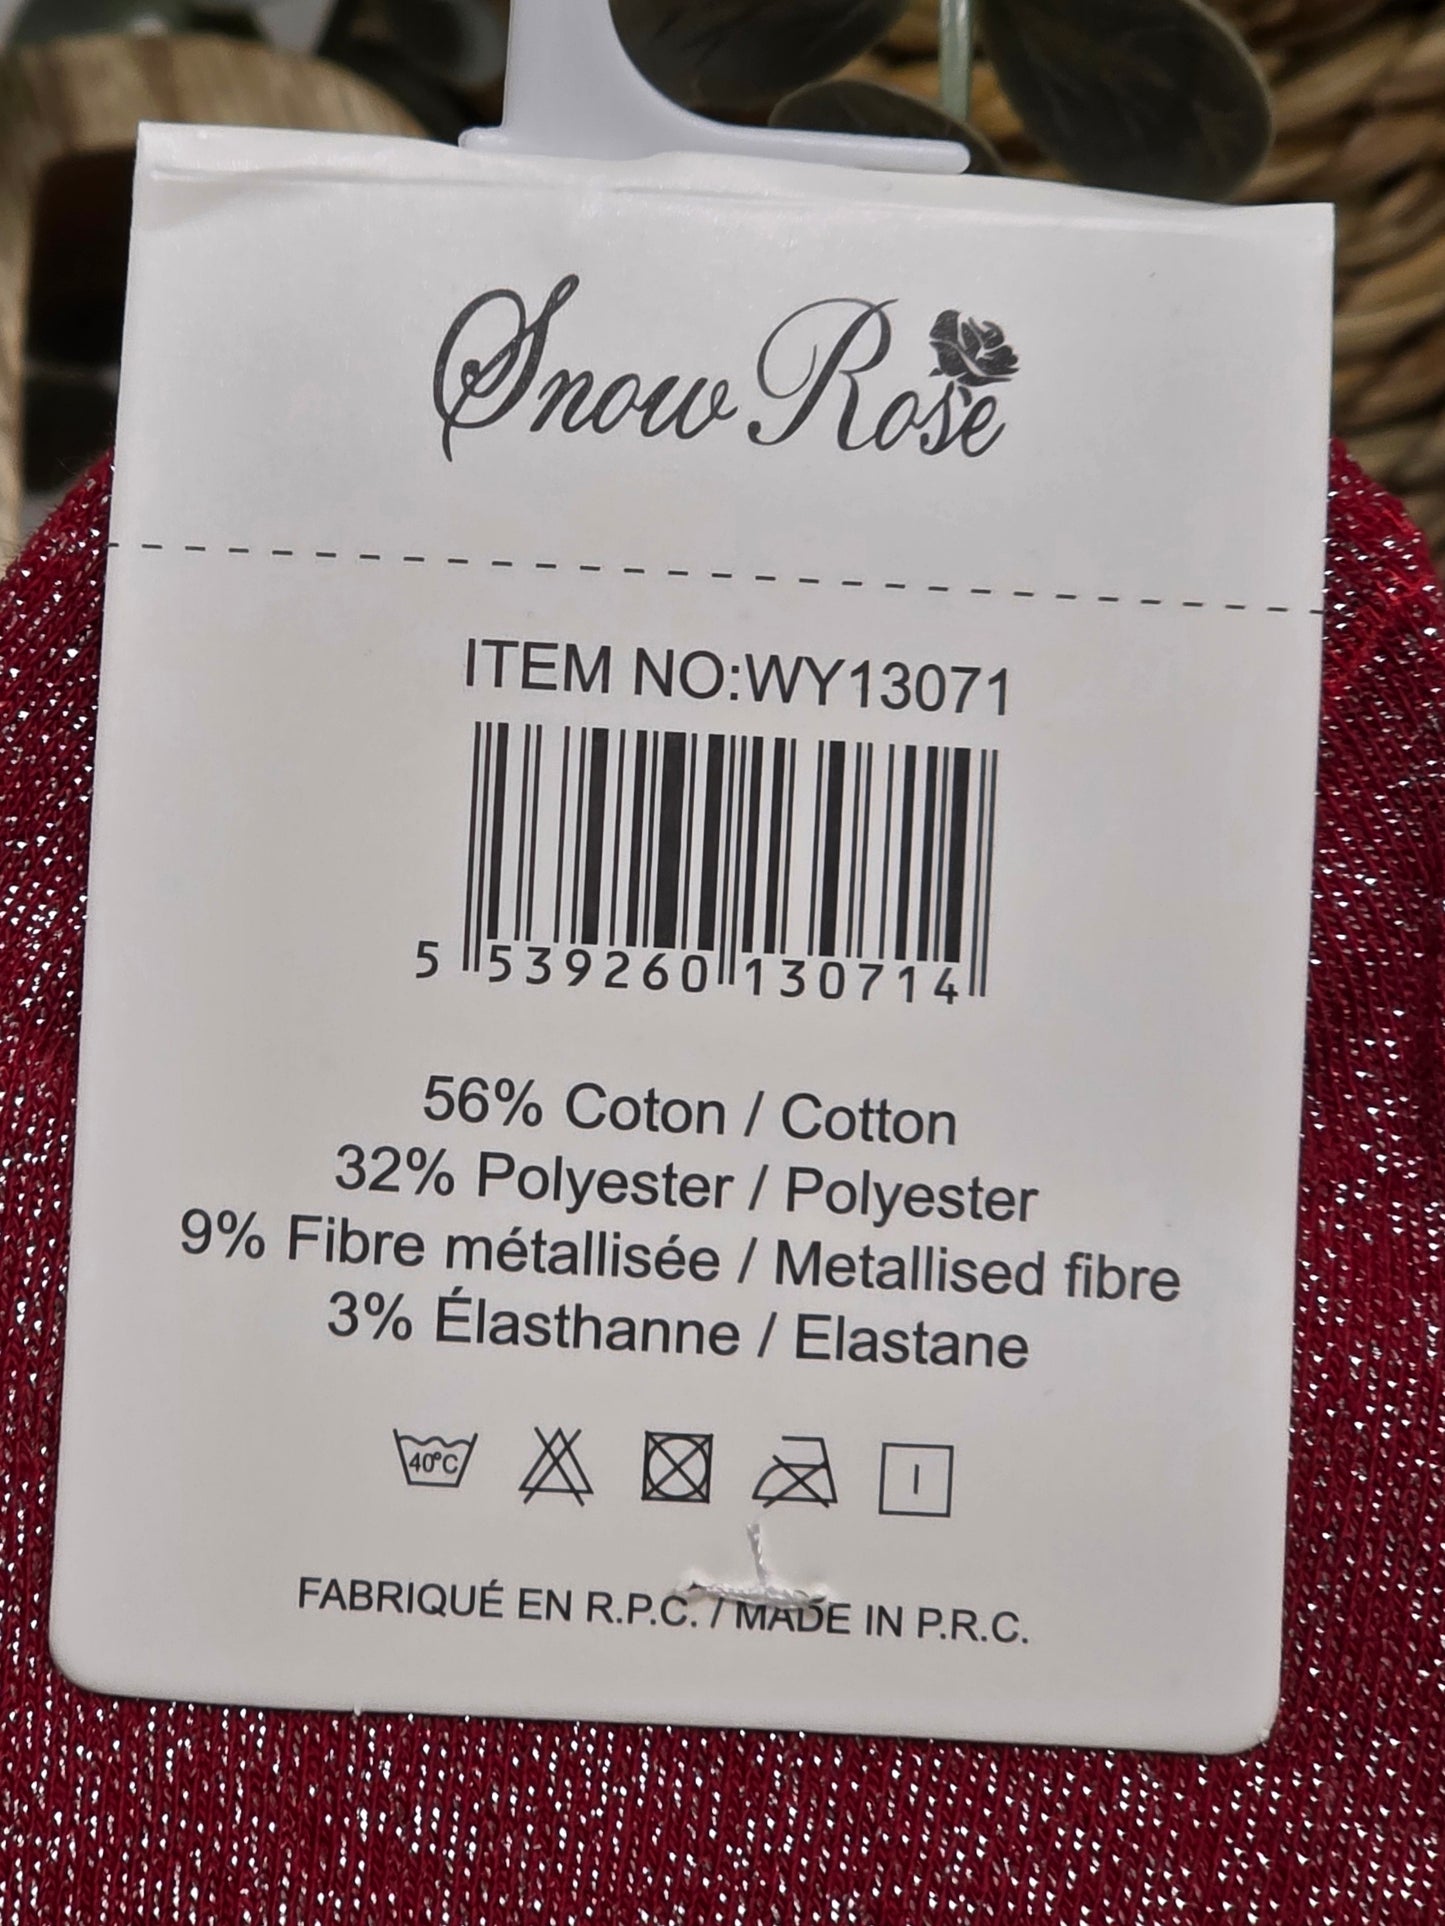 Snow Rose
ITEM NO:WY13071
5 539260 130714
56% Coton / Cotton
32% Polyester / Polyester
9% Fibre métallisée / Metallised fibre
3% Élasthanne / Elastane
40°C
FABRIQUÉ EN R.P.C. / MADE IN P.R.C.